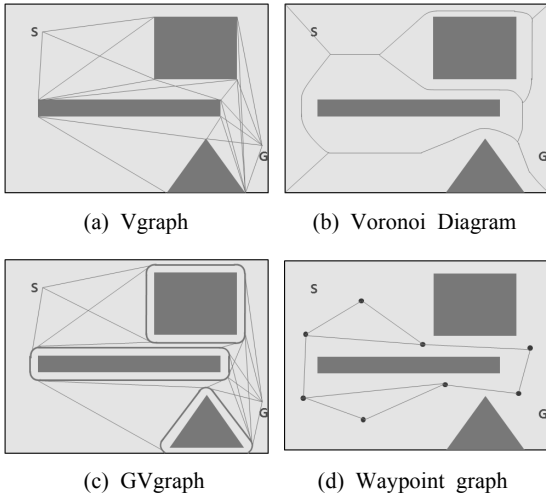 S
G
(a) Vgraph
S
G
(b) Voronoi Diagram
S
G
(c) GVgraph
S
G
(d) Waypoint graph